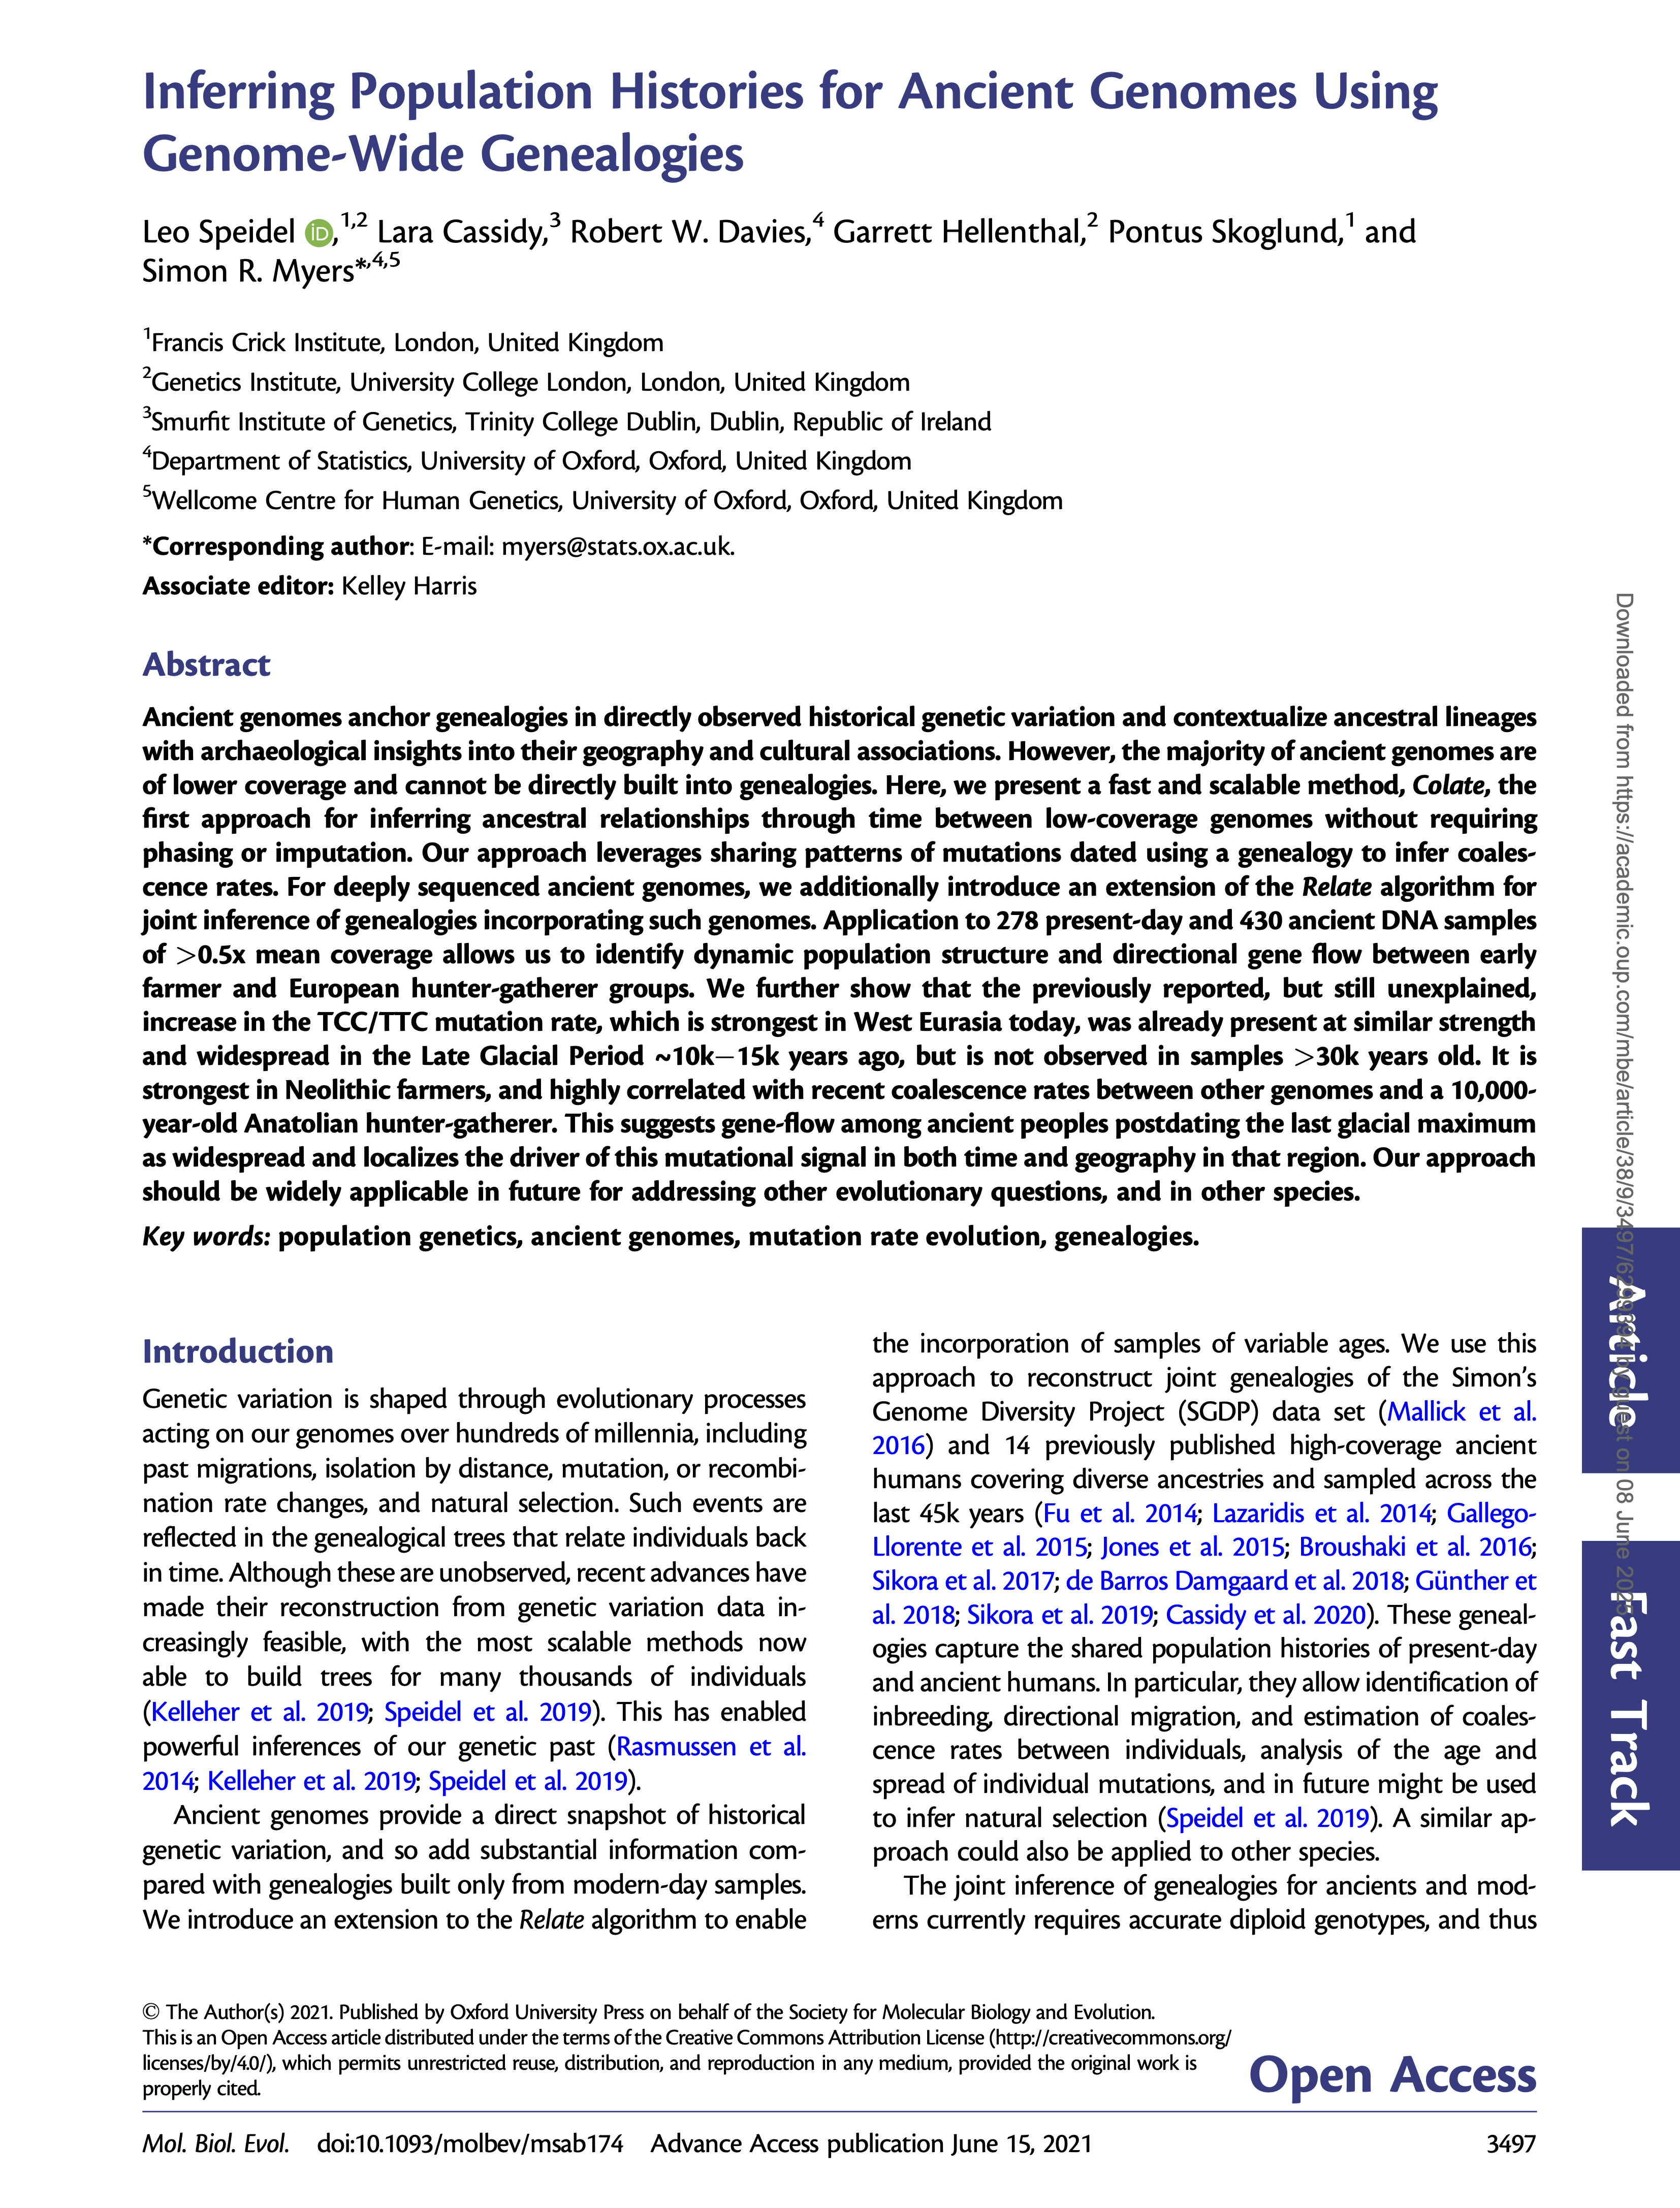 Inferring Population Histories for Ancient Genomes Using
Genome-Wide Genealogies
Leo Speidel iD,1,2 Lara Cassidy,3 Robert W. Davies,4 Garrett Hellenthal,2 Pontus Skoglund,1 and
Simon R. Myers*,4,5
1Francis Crick Institute, London, United Kingdom
2Genetics Institute, University College London, London, United Kingdom
3Smurfit Institute of Genetics, Trinity College Dublin, Dublin, Republic of Ireland
4Department of Statistics, University of Oxford, Oxford, United Kingdom
5Wellcome Centre for Human Genetics, University of Oxford, Oxford, United Kingdom
*Corresponding author: E-mail: myers@stats.ox.ac.uk.
Associate editor: Kelley Harris
Abstract
Ancient genomes anchor genealogies in directly observed historical genetic variation and contextualize ancestral lineages
with archaeological insights into their geography and cultural associations. However, the majority of ancient genomes are
of lower coverage and cannot be directly built into genealogies. Here, we present a fast and scalable method, Colate, the
first approach for inferring ancestral relationships through time between low-coverage genomes without requiring
phasing or imputation. Our approach leverages sharing patterns of mutations dated using a genealogy to infer coales-
cence rates. For deeply sequenced ancient genomes, we additionally introduce an extension of the Relate algorithm for
joint inference of genealogies incorporating such genomes. Application to 278 present-day and 430 ancient DNA samples
of >0.5x mean coverage allows us to identify dynamic population structure and directional gene flow between early
farmer and European hunter-gatherer groups. We further show that the previously reported, but still unexplained,
increase in the TCC/TTC mutation rate, which is strongest in West Eurasia today, was already present at similar strength
and widespread in the Late Glacial Period ~10k–15k years ago, but is not observed in samples >30k years old. It is
strongest in Neolithic farmers, and highly correlated with recent coalescence rates between other genomes and a 10,000-
year-old Anatolian hunter-gatherer. This suggests gene-flow among ancient peoples postdating the last glacial maximum
as widespread and localizes the driver of this mutational signal in both time and geography in that region. Our approach
should be widely applicable in future for addressing other evolutionary questions, and in other species.
Key words: population genetics, ancient genomes, mutation rate evolution, genealogies.
Introduction
Genetic variation is shaped through evolutionary processes
acting on our genomes over hundreds of millennia, including
past migrations, isolation by distance, mutation, or recombi-
nation rate changes, and natural selection. Such events are
reflected in the genealogical trees that relate individuals back
in time. Although these are unobserved, recent advances have
made their reconstruction from genetic variation data in-
creasingly feasible, with the most scalable methods now
able to build trees for many thousands of individuals
(Kelleher et al. 2019; Speidel et al. 2019). This has enabled
powerful inferences of our genetic past (Rasmussen et al.
2014; Kelleher et al. 2019; Speidel et al. 2019).
Ancient genomes provide a direct snapshot of historical
genetic variation, and so add substantial information com-
pared with genealogies built only from modern-day samples.
We introduce an extension to the Relate algorithm to enable
the incorporation of samples of variable ages. We use this
approach to reconstruct joint genealogies of the Simon's
Genome Diversity Project (SGDP) data set (Mallick et al.
2016) and 14 previously published high-coverage ancient
humans covering diverse ancestries and sampled across the
last 45k years (Fu et al. 2014; Lazaridis et al. 2014; Gallego-
Llorente et al. 2015; Jones et al. 2015; Broushaki et al. 2016;
Sikora et al. 2017; de Barros Damgaard et al. 2018; Günther et
al. 2018; Sikora et al. 2019; Cassidy et al. 2020). These geneal-
ogies capture the shared population histories of present-day
and ancient humans. In particular, they allow identification of
inbreeding, directional migration, and estimation of coales-
cence rates between individuals, analysis of the age and
spread of individual mutations, and in future might be used
to infer natural selection (Speidel et al. 2019). A similar ap-
proach could also be applied to other species.
The joint inference of genealogies for ancients and mod-
erns currently requires accurate diploid genotypes, and thus
© The Author(s) 2021. Published by Oxford University Press on behalf of the Society for Molecular Biology and Evolution.
This is an Open Access article distributed under the terms of the Creative Commons Attribution License (http://creativecommons.org/
licenses/by/4.0/), which permits unrestricted reuse, distribution, and reproduction in any medium, provided the original work is
properly cited.
Open Access
Mol. Biol. Evol. doi:10.1093/molbev/msab174 Advance Access publication June 15, 2021
3497
Article
Fast Track
Downloaded from https://academic.oup.com/mbe/article/38/9/3497/ by guest on 08 June